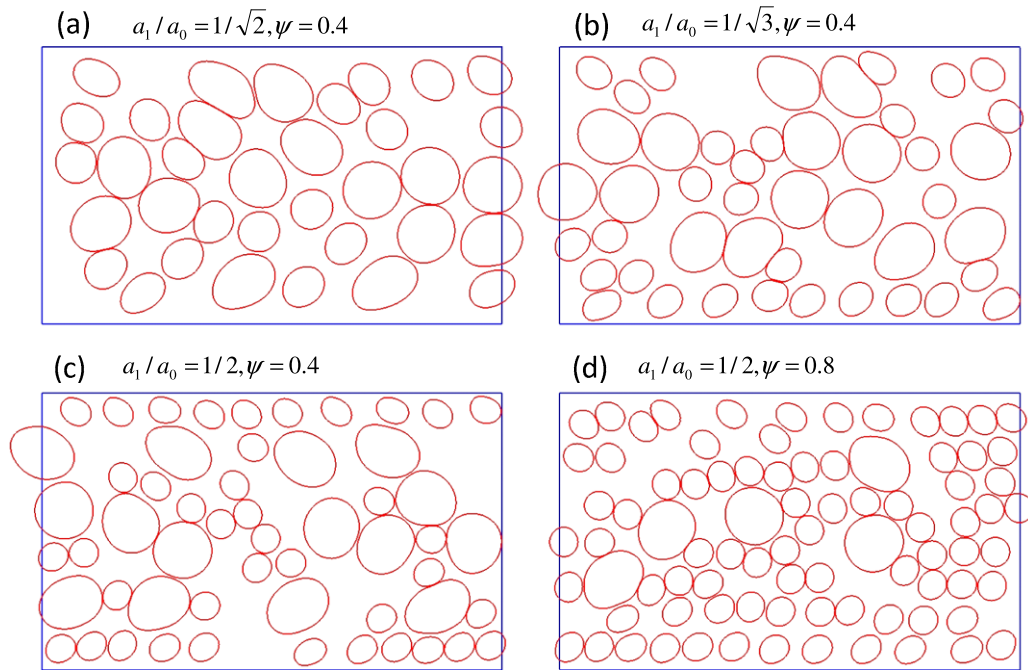 (a) a₁ / a₀ = 1/√2, ψ = 0.4
(b) a₁ / a₀ = 1/√3, ψ = 0.4
(c) a₁ / a₀ = 1/2, ψ = 0.4
(d) a₁ / a₀ = 1/2, ψ = 0.8